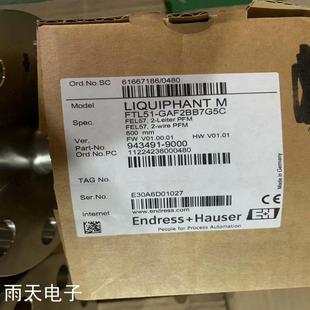 Ord.No.SC 61667186/0480
Model LIQUIPHANT M
FTL51-GAF2BB7G5C
Spec. FEL57, 2-Leiter PFM
FEL57, 2-wire PFM
600 mm
Ver. FW V01.00.01 HW V01.01
Part-No. 943491-9000
Ord.No.PC 11224236000480
Made in Germany
TAG No.
Ser.No. E30A6D01027
Internet www.endress.com
Endress+Hauser
People for Process Automation
EH
雨天电子